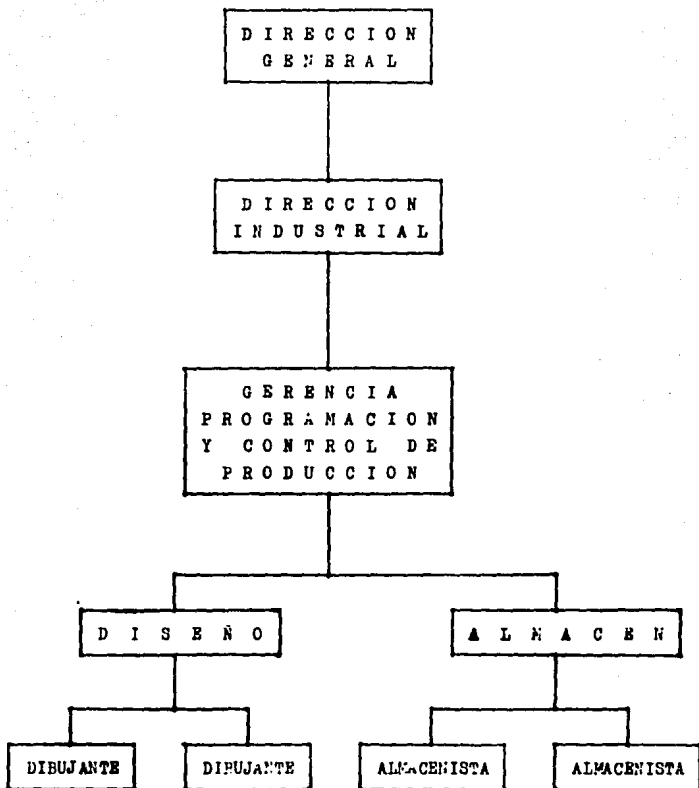 DIRECCION
GENERAL
DIRECCION
INDUSTRIAL
GERENCIA
PROGRAMACION
Y CONTROL DE
PRODUCCION
DISEÑO
ALMACEN
DIBUJANTE
DIBUJANTE
ALMACENISTA
ALMACENISTA